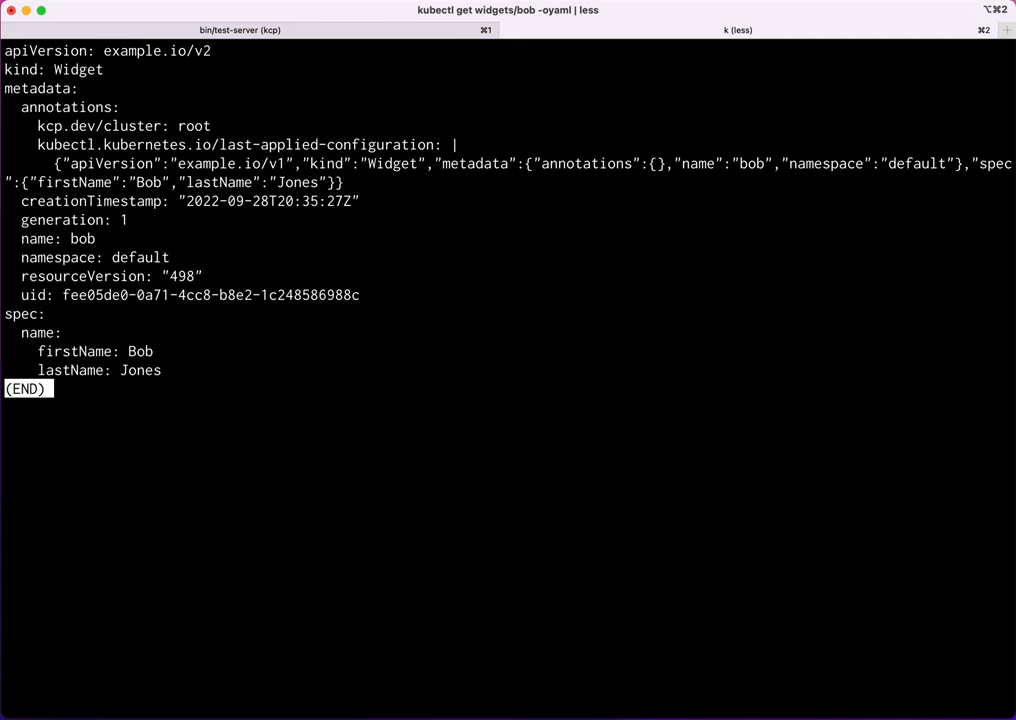 kubectl get widgets/bob -oyaml | less
⌥⌘2
bin/test-server (kcp)
⌘1
k (less)
⌘2
+
apiVersion: example.io/v2
kind: Widget
metadata:
  annotations:
    kcp.dev/cluster: root
    kubectl.kubernetes.io/last-applied-configuration: |
      {"apiVersion":"example.io/v1","kind":"Widget","metadata":{"annotations":{},"name":"bob","namespace":"default"},"spec
":{"firstName":"Bob","lastName":"Jones"}}
  creationTimestamp: "2022-09-28T20:35:27Z"
  generation: 1
  name: bob
  namespace: default
  resourceVersion: "498"
  uid: fee05de0-0a71-4cc8-b8e2-1c248586988c
spec:
  name:
    firstName: Bob
    lastName: Jones
(END)